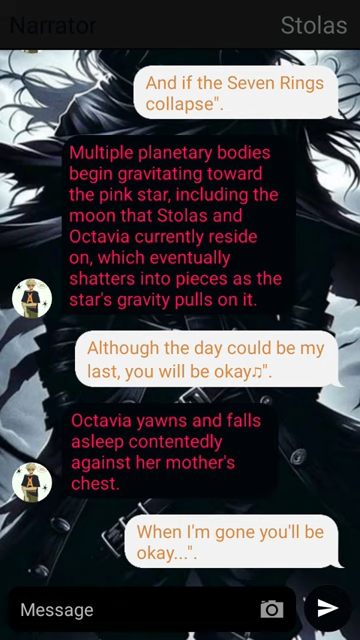 Narrator
Stolas
And if the Seven Rings
collapse".
Multiple planetary bodies
begin gravitating toward
the pink star, including the
moon that Stolas and
Octavia currently reside
on, which eventually
shatters into pieces as the
star's gravity pulls on it.
Although the day could be my
last, you will be okay♫".
Octavia yawns and falls
asleep contentedly
against her mother's
chest.
When I'm gone you'll be
okay...".
Message